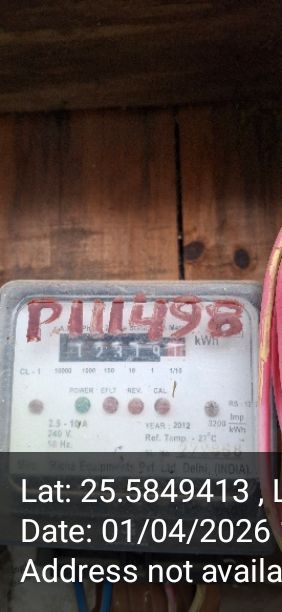 P111498
kWh
CL - 1 10000 1000 100 10 1 1/10
POWER EFLT REV. CAL
2.5 - 10 A
240 V.
50 Hz.
YEAR : 2012
Ref. Temp. - 27°C
3200 Imp
kWh
Equipments Pvt. Ltd. Delhi, (INDIA)
Lat: 25.5849413 , L
Date: 01/04/2026
Address not availa